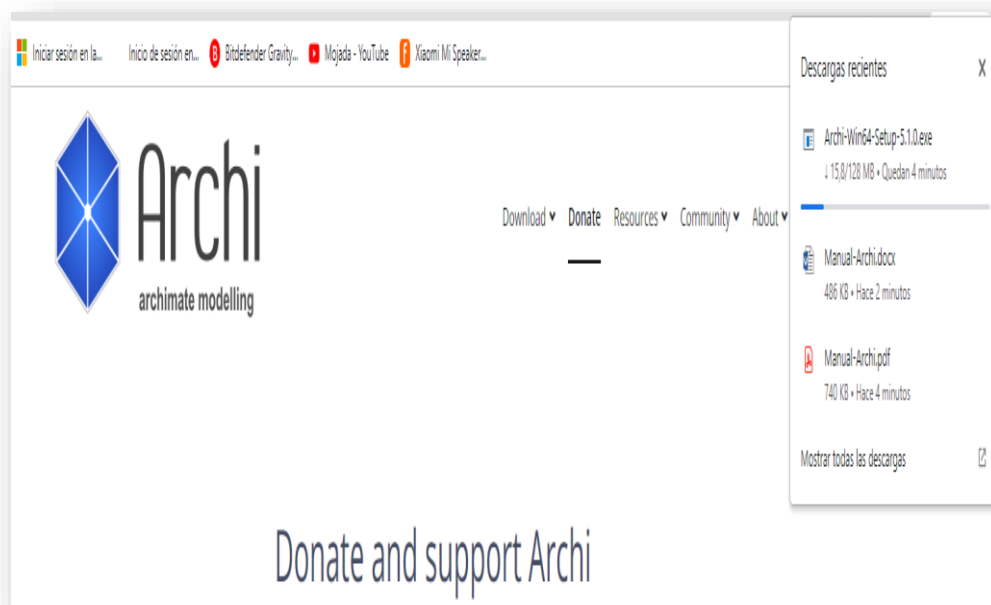 Iniciar sesión en la... Inicio de sesión en... Bitdefender Gravity... Mojada - YouTube Xiaomi Mi Speaker...
Archi
archimate modelling
Download Donate Resources Community About
Descargas recientes
Archi-Win64-Setup-5.1.0.exe
↓ 15,8/128 MB • Quedan 4 minutos
Manual-Archi.docx
486 KB • Hace 2 minutos
Manual-Archi.pdf
740 KB • Hace 4 minutos
Mostrar todas las descargas
Donate and support Archi